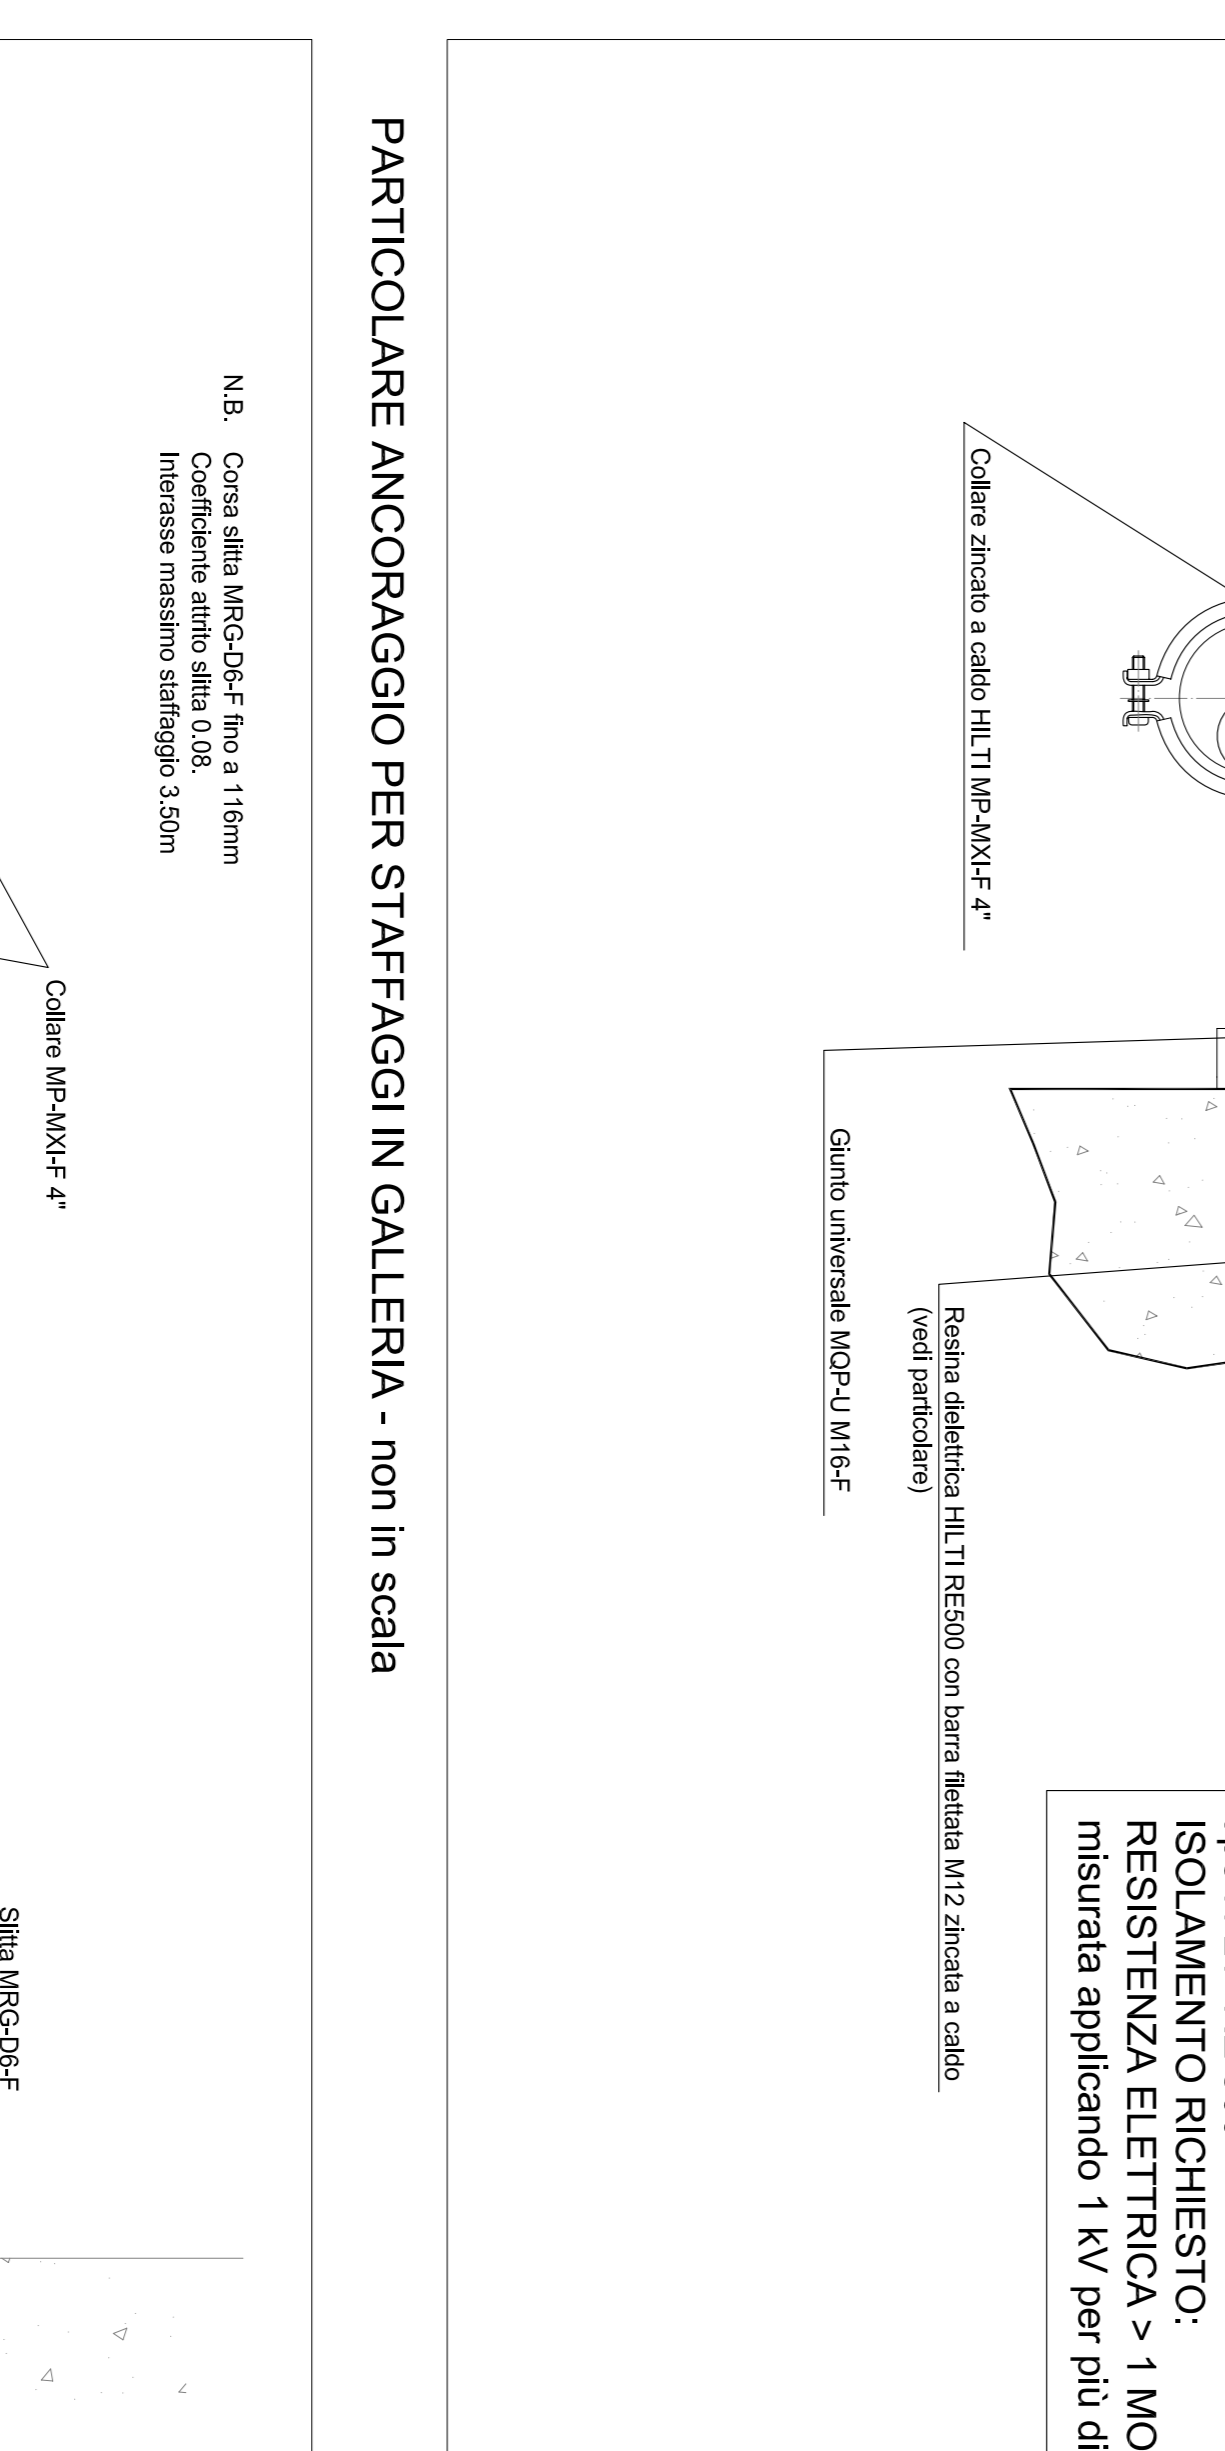 ISOLAMENTO RICHIESTO:
RESISTENZA ELETTRICA > 1 MO
misurata applicando 1 kV per più di
Collare zincato a caldo HILTI MP-MXI-F 4"
Resina dielettrica HILTI RE500 con barra filettata M12 zincata a caldo
(vedi particolare)
Giunto universale MQP-U M16-F
PARTICOLARE ANCORAGGIO PER STAFFAGGI IN GALLERIA - non in scala
N.B. Corsa slitta MRG-D6-F fino a 116mm
Coefficiente attrito slitta 0.08.
Interasse massimo staffaggio 3.50m
Collare MP-MXI-F 4"
Slitta MRG-D6-F